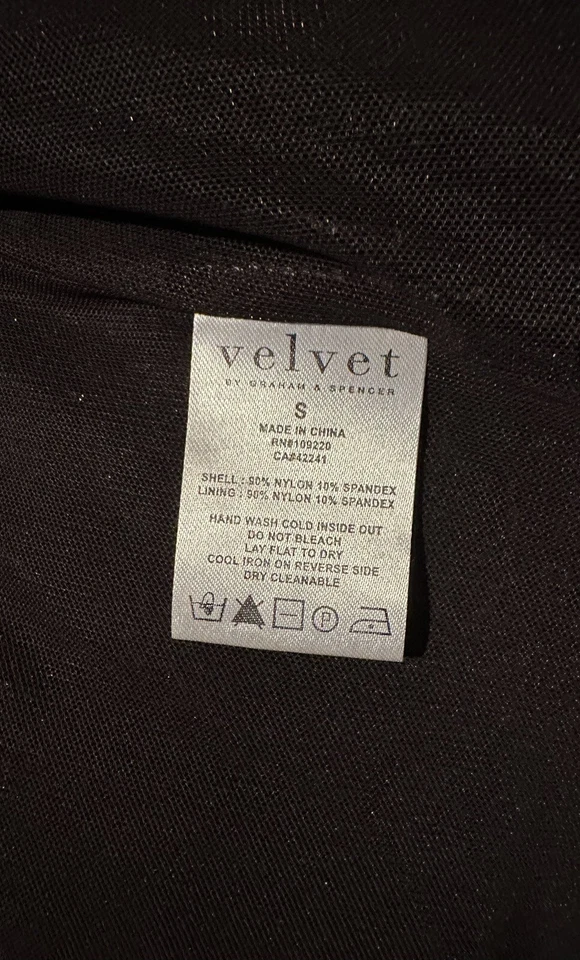 velvet
BY GRAHAM & SPENCER
S
MADE IN CHINA
RN#109220
CA#42241
SHELL : 90% NYLON 10% SPANDEX
LINING : 90% NYLON 10% SPANDEX
HAND WASH COLD INSIDE OUT
DO NOT BLEACH
LAY FLAT TO DRY
COOL IRON ON REVERSE SIDE
DRY CLEANABLE
P